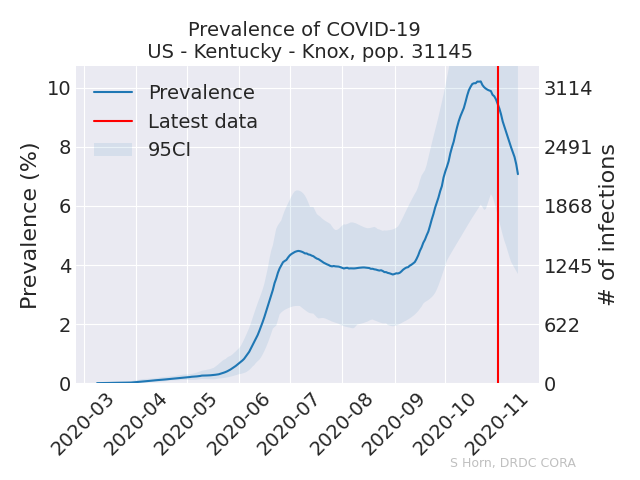 Prevalence of COVID-19
US - Kentucky - Knox, pop. 31145
Prevalence
Latest data
95CI
Prevalence (%)
10
8
6
4
2
0
3114
2491
1868
1245
622
0
# of infections
2020-03
2020-04
2020-05
2020-06
2020-07
2020-08
2020-09
2020-10
2020-11
S Horn, DRDC CORA